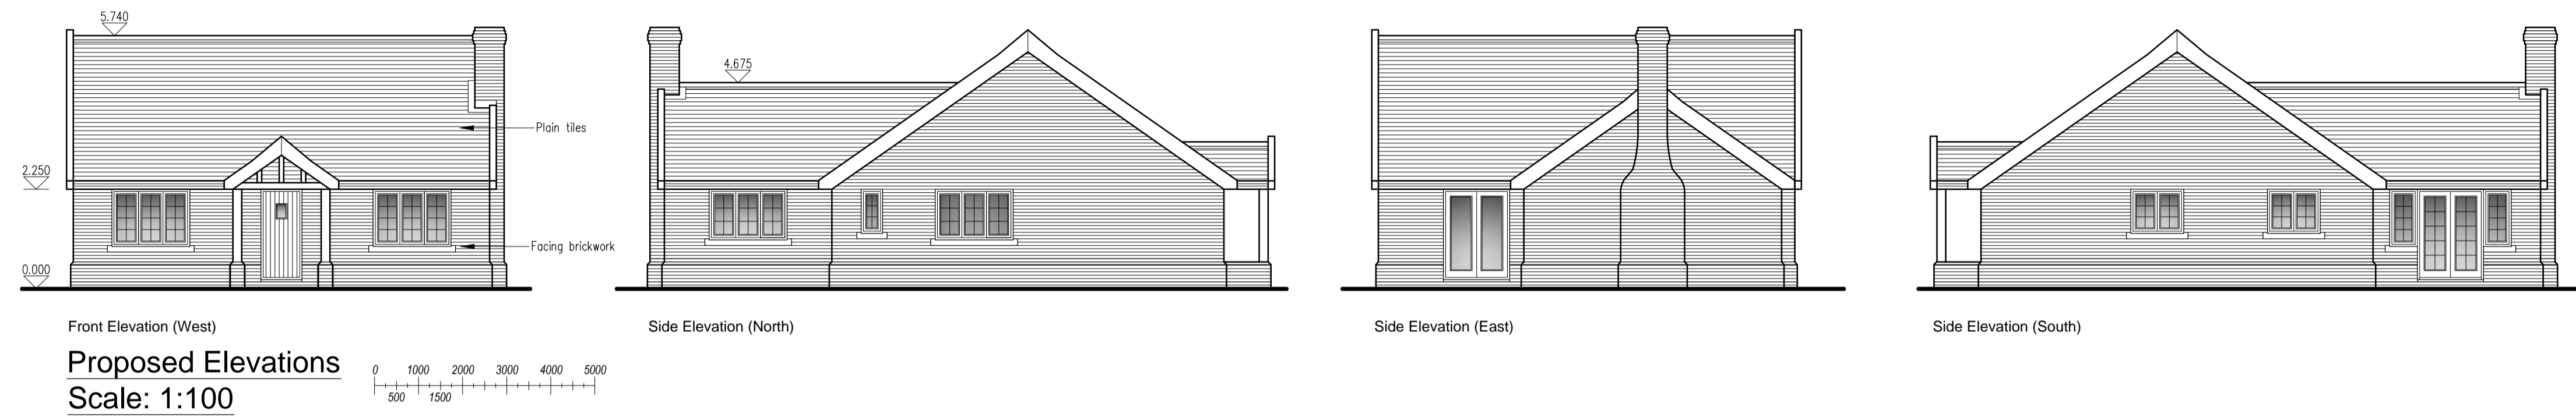 5.740
4.675
Plain tiles
2.250
Facing brickwork
0.000
Front Elevation (West)
Side Elevation (North)
Side Elevation (East)
Side Elevation (South)
Proposed Elevations
Scale: 1:100
0 1000 2000 3000 4000 5000
500 1500